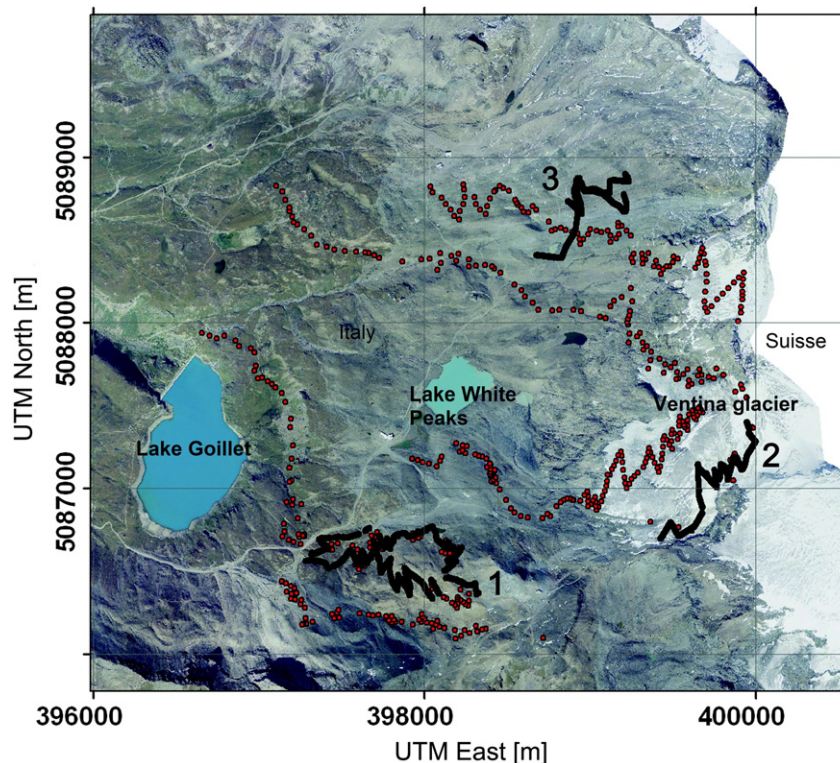 5089000
3
Italy
5088000
Suisse
UTM North [m]
Lake White
Peaks
Ventina glacier
Lake Goillet
2
5087000
1
396000
398000
400000
UTM East [m]